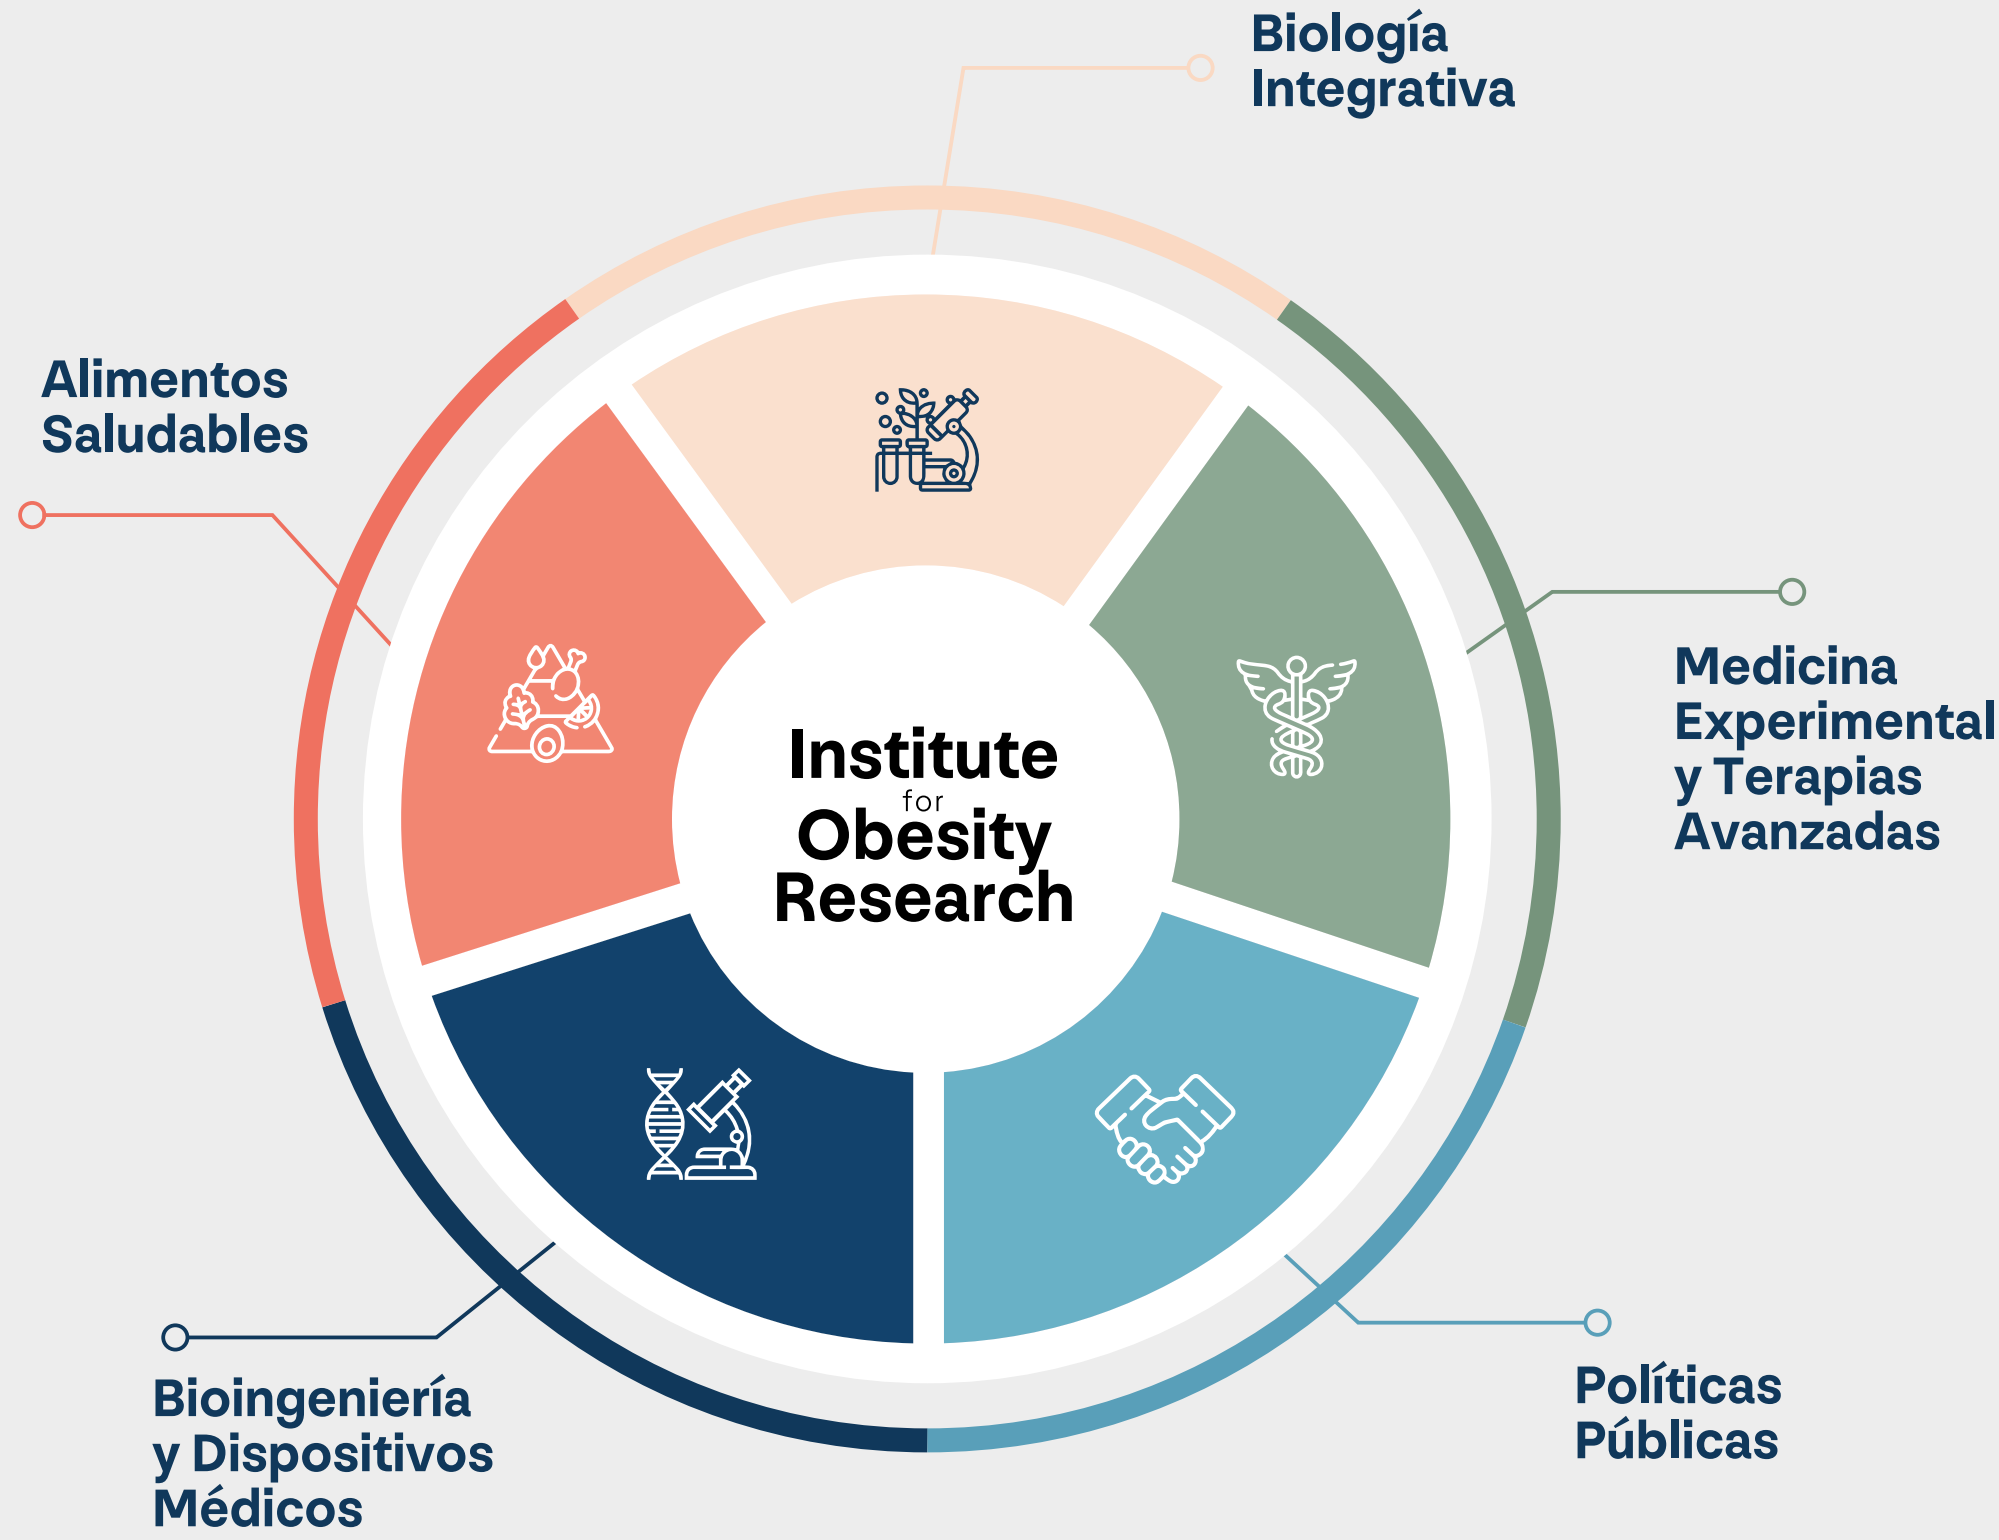 Biología
Integrativa
Alimentos
Saludables
Medicina
Experimental
y Terapias
Avanzadas
Institute
for
Obesity
Research
Bioingeniería
y Dispositivos
Médicos
Políticas
Públicas